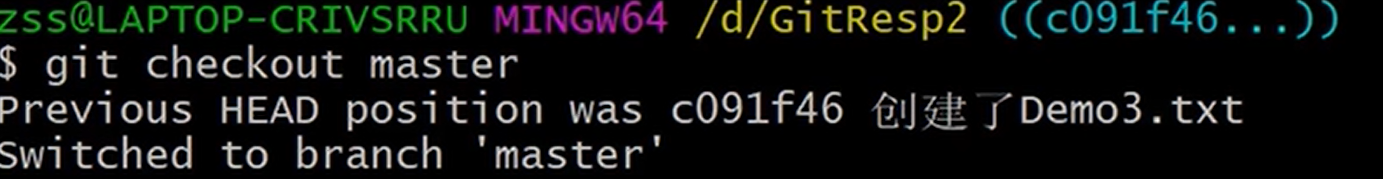 zss@LAPTOP-CRIVSRRU MINGW64 /d/GitResp2 ((c091f46...))
$ git checkout master
Previous HEAD position was c091f46 创建了Demo3.txt
Switched to branch 'master'